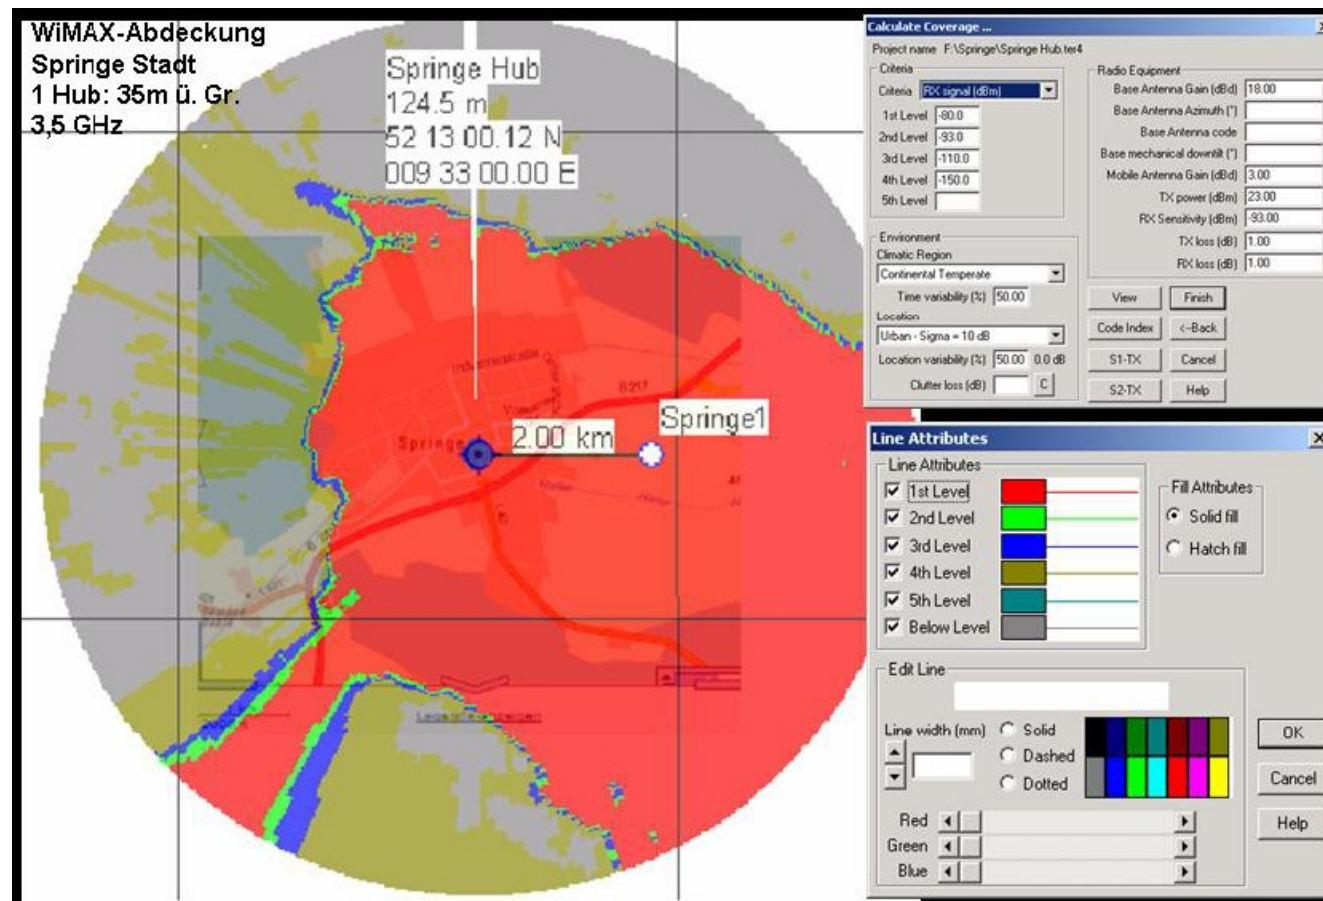 WiMAX-Abdeckung
Springe Stadt
1 Hub: 35m ü. Gr.
3,5 GHz
Springe Hub
124.5 m
52 13 00.12 N
009 33 00.00 E
Industriestraße
B217
Springe
2.00 km
Springe1
Legende anzeigen
Calculate Coverage ...
Project name F:\Springe\Springe Hub.ter4
Criteria
Criteria RX signal (dBm)
1st Level -80.0
2nd Level -93.0
3rd Level -110.0
4th Level -150.0
5th Level
Environment
Climatic Region
Continental Temperate
Time variability (%) 50.00
Location
Urban - Sigma = 10 dB
Location variability (%) 50.00 0.0 dB
Clutter loss (dB) C
Radio Equipment
Base Antenna Gain (dBd) 18.00
Base Antenna Azimuth (°)
Base Antenna code
Base mechanical downtilt (°)
Mobile Antenna Gain (dBd) 3.00
TX power (dBm) 23.00
RX Sensitivity (dBm) -93.00
TX loss (dB) 1.00
RX loss (dB) 1.00
View Finish
Code Index <--Back
S1-TX Cancel
S2-TX Help
Line Attributes
Line Attributes
1st Level
2nd Level
3rd Level
4th Level
5th Level
Below Level
Fill Attributes
Solid fill
Hatch fill
Edit Line
Line width (mm)
Solid
Dashed
Dotted
Red
Green
Blue
OK
Cancel
Help